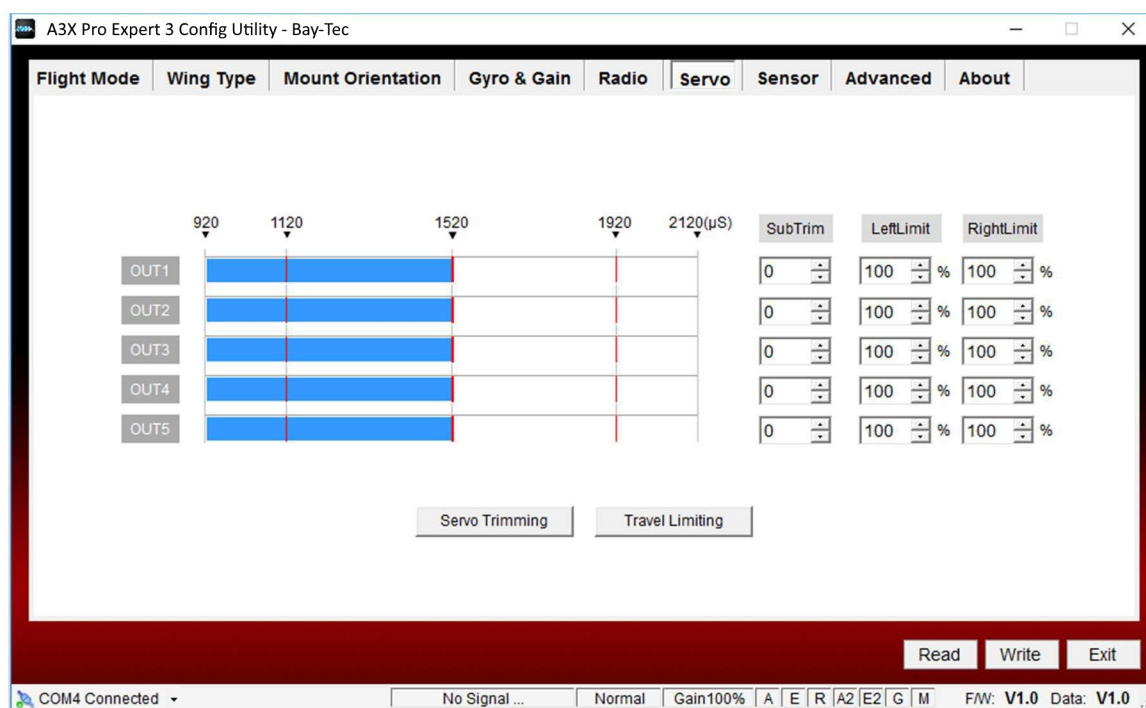 A3X Pro Expert 3 Config Utility - Bay-Tec
Flight Mode Wing Type Mount Orientation Gyro & Gain Radio Servo Sensor Advanced About
920 1120 1520 1920 2120(µS) SubTrim LeftLimit RightLimit
OUT1 0 100 % 100 %
OUT2 0 100 % 100 %
OUT3 0 100 % 100 %
OUT4 0 100 % 100 %
OUT5 0 100 % 100 %
Servo Trimming Travel Limiting
Read Write Exit
COM4 Connected No Signal ... Normal Gain100% A E R A2 E2 G M F/W: V1.0 Data: V1.0